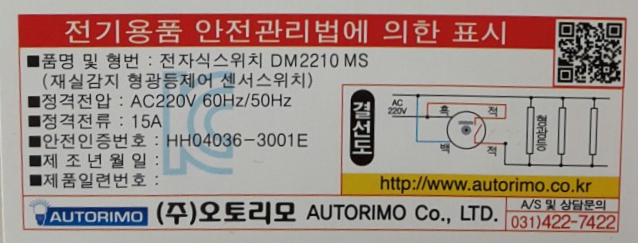 전기용품 안전관리법에 의한 표시
■품명 및 형번 : 전자식스위치 DM2210 MS
(재실감지 형광등제어 센서스위치)
■정격전압 : AC220V 60Hz/50Hz
■정격전류 : 15A
■안전인증번호 : HH04036-3001E
■제 조 년 월 일 :
■제품일련번호 :
결선도
AC
220V
흑
적
백
적
형광등
http://www.autorimo.co.kr
AUTORIMO
(주)오토리모 AUTORIMO Co., LTD.
A/S 및 상담문의
031)422-7422